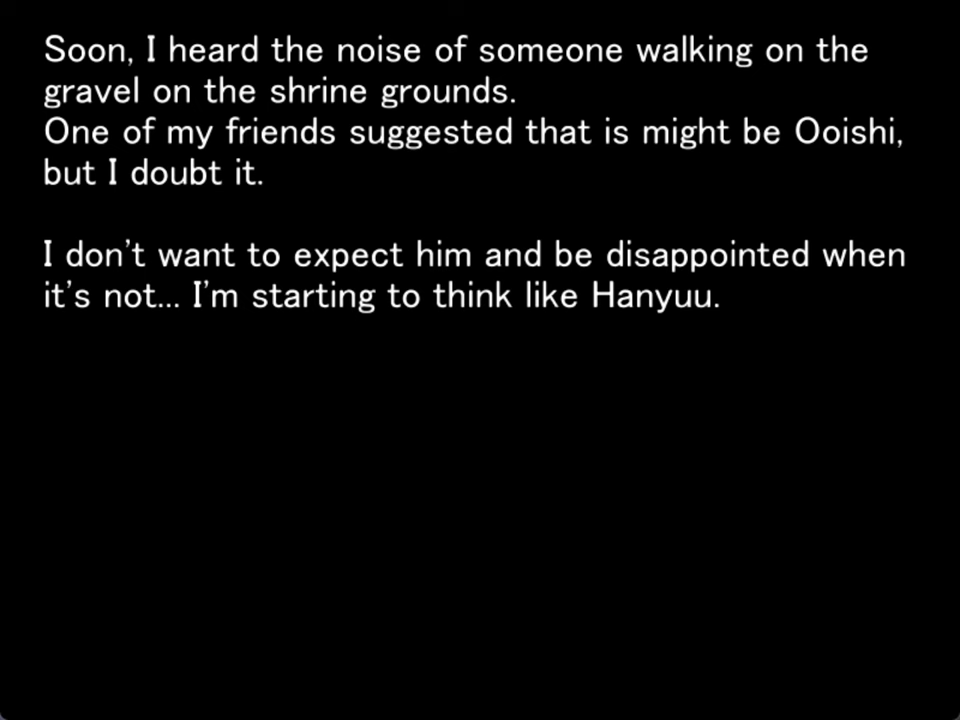 Soon, I heard the noise of someone walking on the
gravel on the shrine grounds.
One of my friends suggested that is might be Ooishi,
but I doubt it.
I don't want to expect him and be disappointed when
it's not... I'm starting to think like Hanyuu.